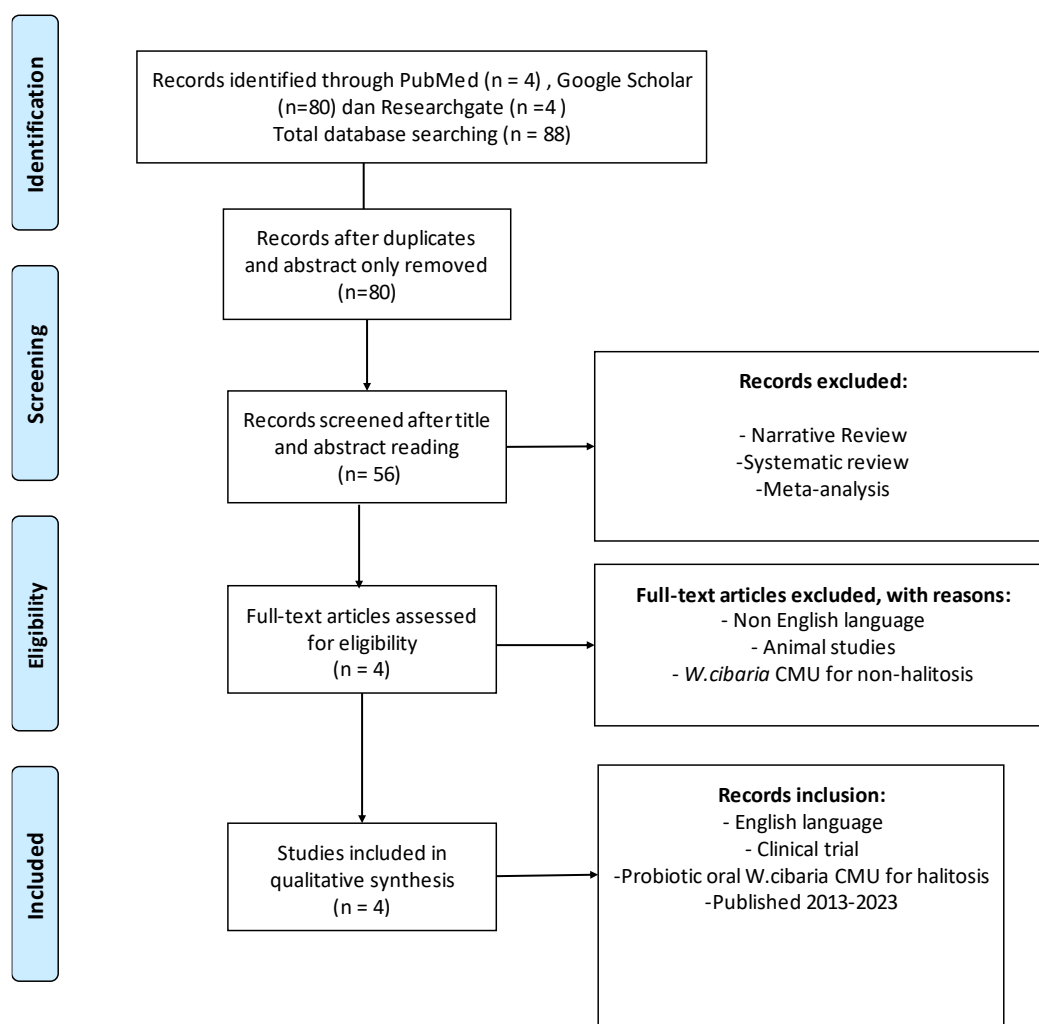 Identification
Records identified through PubMed (n = 4) , Google Scholar
(n=80) dan Researchgate (n =4 )
Total database searching (n = 88)
Records after duplicates
and abstract only removed
(n=80)
Screening
Records screened after title
and abstract reading
(n= 56)
Records excluded:
- Narrative Review
-Systematic review
-Meta-analysis
Eligibility
Full-text articles assessed
for eligibility
(n = 4)
Full-text articles excluded, with reasons:
- Non English language
- Animal studies
- W.cibaria CMU for non-halitosis
Included
Studies included in
qualitative synthesis
(n = 4)
Records inclusion:
- English language
- Clinical trial
-Probiotic oral W.cibaria CMU for halitosis
-Published 2013-2023